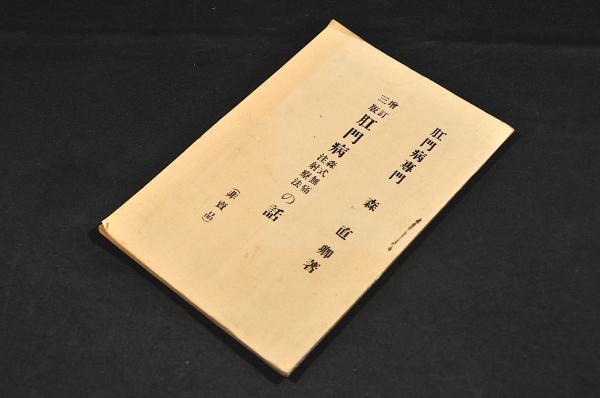 肛門病専門 森直卿著
増訂三版 肛門病森式無痛注射療法の話
(非賣品)